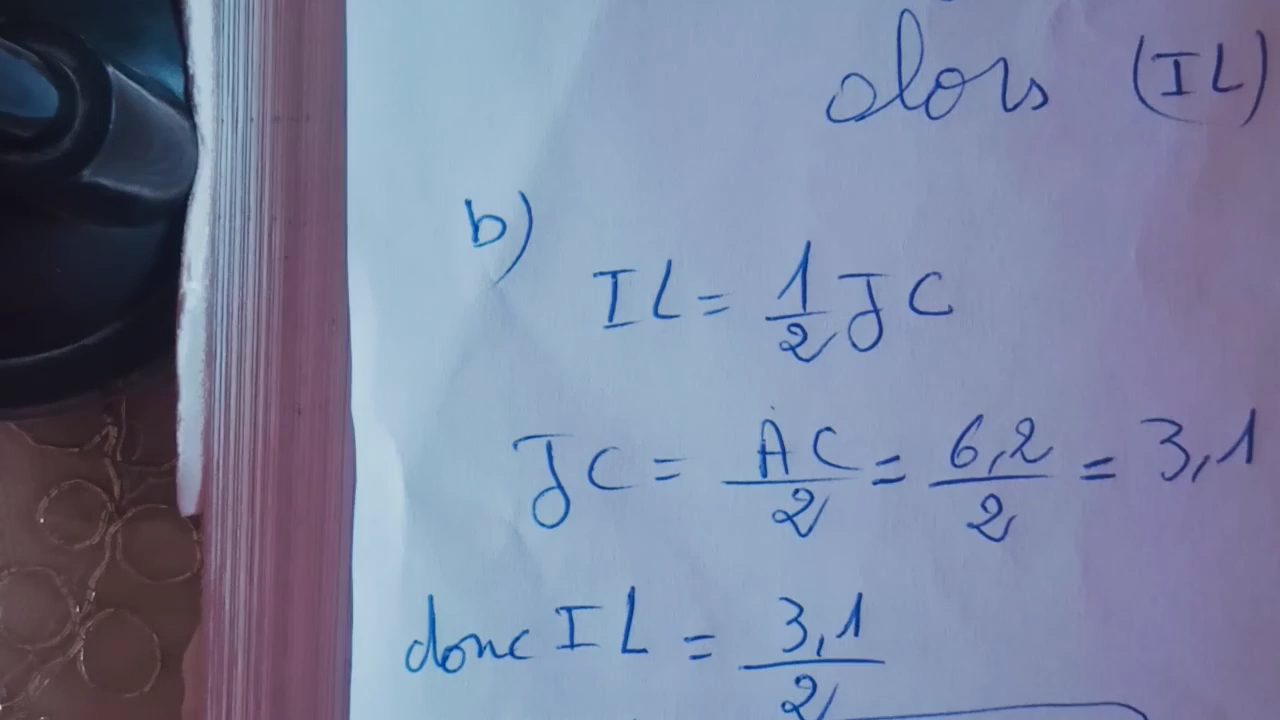 alors (IL)
b)
IL = 1/2 JC
JC = AC/2 = 6,2/2 = 3,1
donc IL = 3,1/2